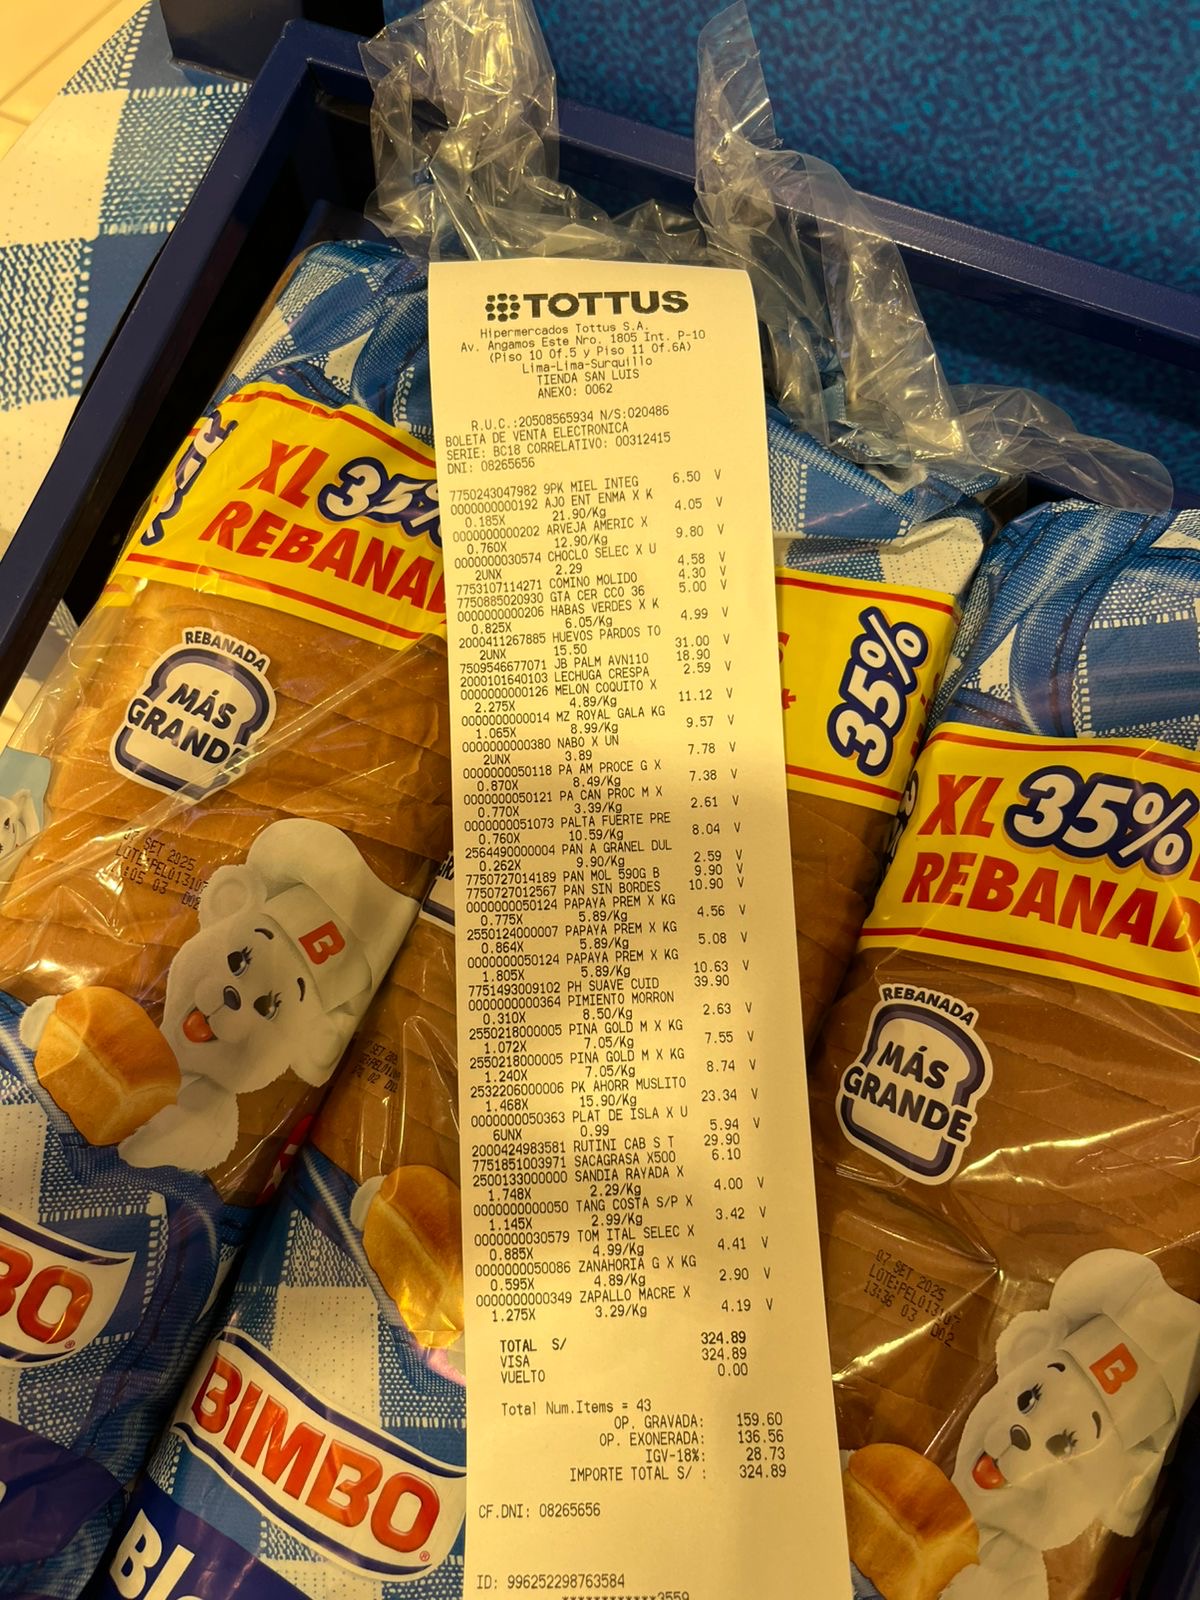 TOTTUS
Hipermercados Tottus S.A.
Av. Angamos Este Nro. 1805 Int. P-10
(Piso 10 Of.5 y Piso 11 Of.6A)
Lima-Lima-Surquillo
TIENDA SAN LUIS
ANEXO: 0062
R.U.C.:20508565934 N/S:020486
BOLETA DE VENTA ELECTRONICA
SERIE: BC18 CORRELATIVO: 00312415
DNI: 08265656
7750243047982 9PK MIEL INTEG 6.50 V
0000000000192 AJO ENT ENMA X K
0.185X 21.90/Kg 4.05 V
0000000000202 ARVEJA AMERIC X
0.760X 12.90/Kg 9.80 V
0000000030574 CHOCLO SELEC X U
2UNX 2.29 4.58 V
7753107114271 COMINO MOLIDO 4.30 V
7750885020930 GTA CER CCO 36 5.00 V
0000000000206 HABAS VERDES X K
0.825X 6.05/Kg 4.99 V
2000411267885 HUEVOS PARDOS TO
2UNX 15.50 31.00 V
7509546677071 JB PALM AVN110 18.90 V
2000101640103 LECHUGA CRESPA 2.59 V
0000000000126 MELON COQUITO X
2.275X 4.89/Kg 11.12 V
0000000000014 MZ ROYAL GALA KG
1.065X 8.99/Kg 9.57 V
0000000000380 NABO X UN
2UNX 3.89 7.78 V
0000000050118 PA AM PROCE G X
0.870X 8.49/Kg 7.38 V
0000000050121 PA CAN PROC M X
0.770X 3.39/Kg 2.61 V
0000000051073 PALTA FUERTE PRE
0.760X 10.59/Kg 8.04 V
2564490000004 PAN A GRANEL DUL
0.262X 9.90/Kg 2.59 V
7750727014189 PAN MOL 590G B 9.90 V
7750727012567 PAN SIN BORDES 10.90 V
0000000050124 PAPAYA PREM X KG
0.775X 5.89/Kg 4.56 V
2550124000007 PAPAYA PREM X KG
0.864X 5.89/Kg 5.08 V
0000000050124 PAPAYA PREM X KG
1.805X 5.89/Kg 10.63 V
7751493009102 PH SUAVE CUID 39.90 V
0000000000364 PIMIENTO MORRON
0.310X 8.50/Kg 2.63 V
2550218000005 PINA GOLD M X KG
1.072X 7.05/Kg 7.55 V
2550218000005 PINA GOLD M X KG
1.240X 7.05/Kg 8.74 V
2532206000006 PK AHORR MUSLITO
1.468X 15.90/Kg 23.34 V
0000000050363 PLAT DE ISLA X U
6UNX 0.99 5.94 V
2000424983581 RUTINI CAB S T 29.90 V
7751851003971 SACAGRASA X500 6.10 V
2500133000000 SANDIA RAYADA X
1.748X 2.29/Kg 4.00 V
0000000000050 TANG COSTA S/P X
1.145X 2.99/Kg 3.42 V
0000000030579 TOM ITAL SELEC X
0.885X 4.99/Kg 4.41 V
0000000050086 ZANAHORIA G X KG
0.595X 4.89/Kg 2.90 V
0000000000349 ZAPALLO MACRE X
1.275X 3.29/Kg 4.19 V
TOTAL S/ 324.89
VISA 324.89
VUELTO 0.00
Total Num.Items = 43
OP. GRAVADA: 159.60
OP. EXONERADA: 136.56
IGV-18%: 28.73
IMPORTE TOTAL S/ : 324.89
CF.DNI: 08265656
ID: 996252298763584
************3559
XL 35%
REBANA
REBANADA
MÁS
GRANDE
SET 2025
B
BIMBO
Bl
35%
XL 35%
REBANAD
REBANADA
MÁS
GRANDE
07 SET 2025
13:36 03 D02
B